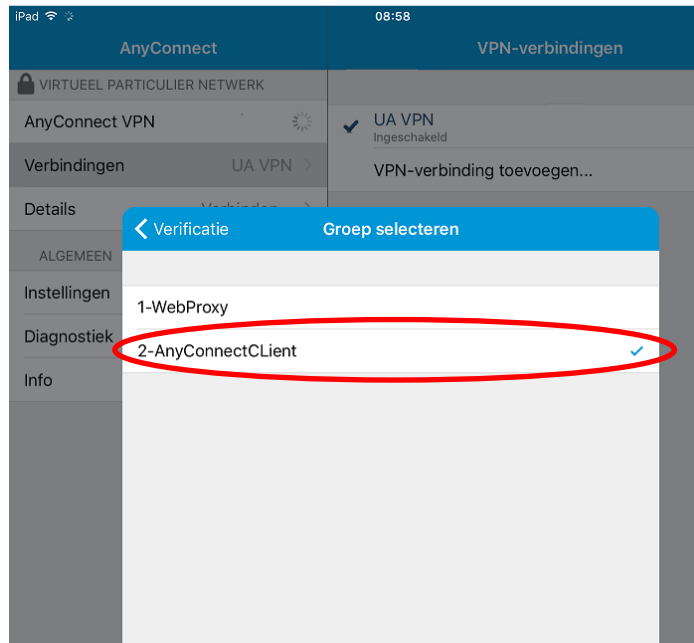 iPad 08:58
AnyConnect
VPN-verbindingen
VIRTUEEL PARTICULIER NETWERK
AnyConnect VPN
Verbindingen UA VPN
Details Verbinden
ALGEMEEN
Instellingen
Diagnostiek
Info
UA VPN
Ingeschakeld
VPN-verbinding toevoegen...
Verificatie Groep selecteren
1-WebProxy
2-AnyConnectCLient